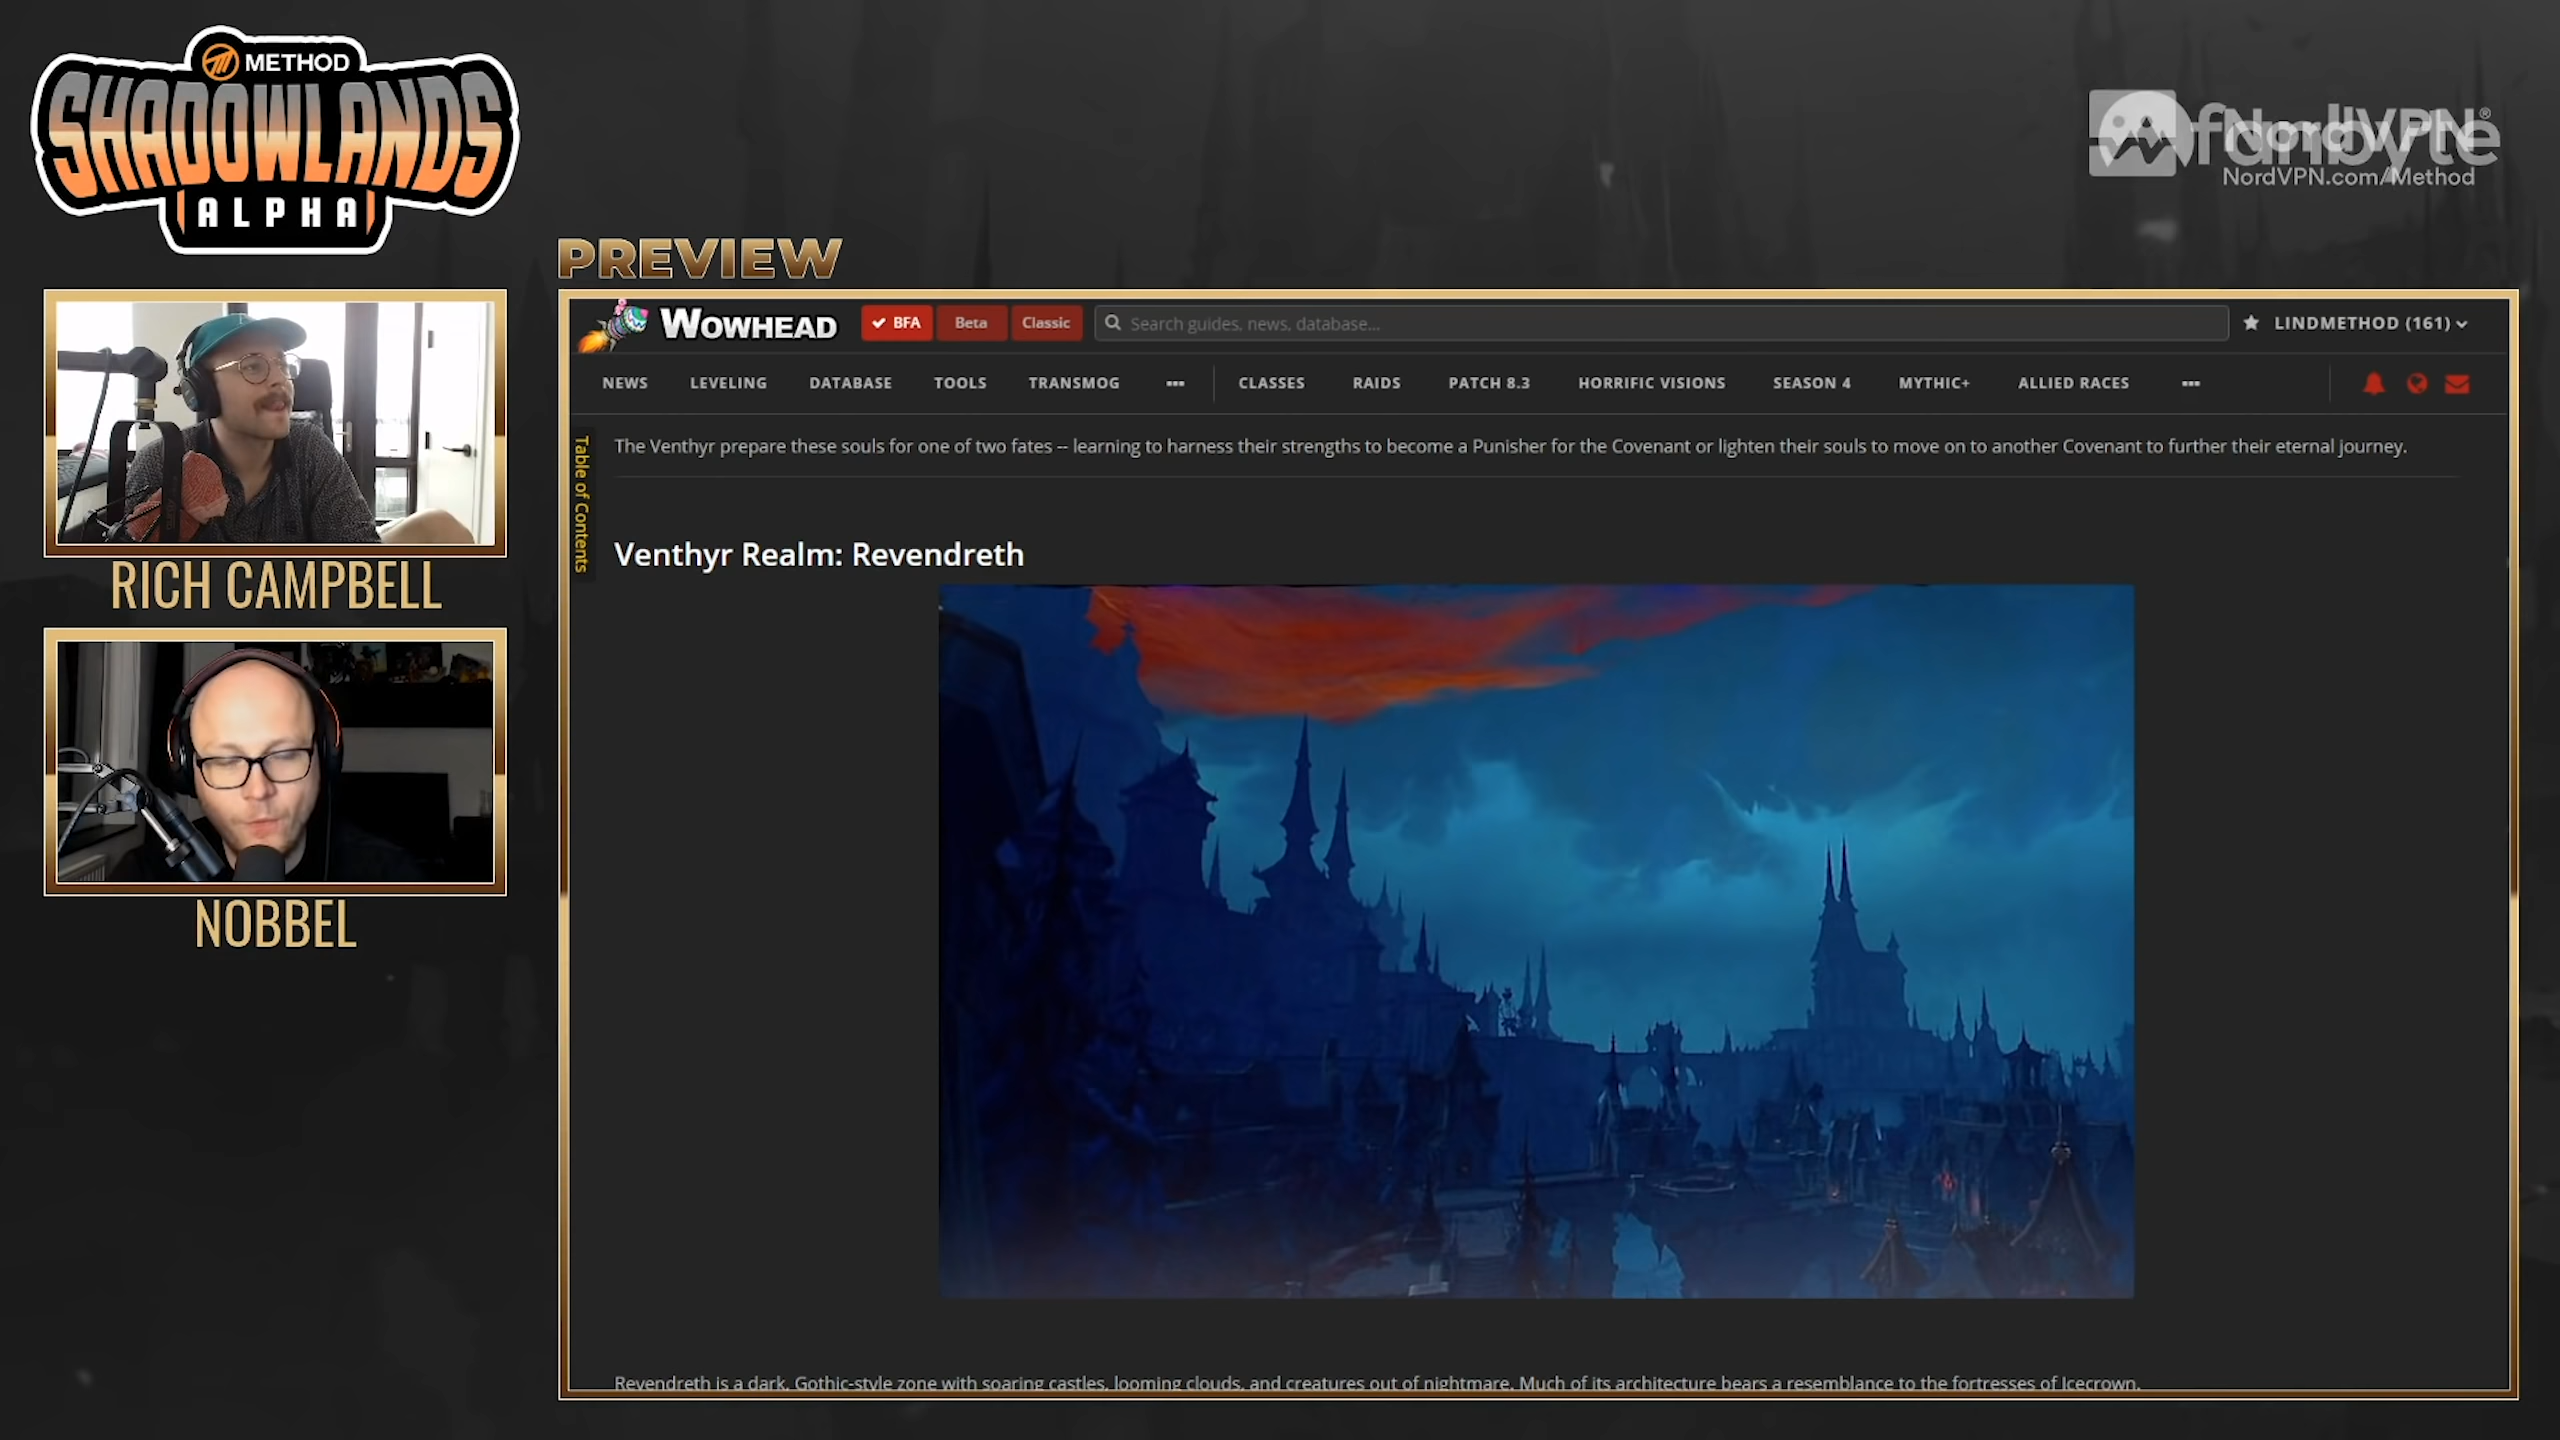 METHOD
SHADOWLANDS
ALPHA
NordVPN®
fanbyte
NordVPN.com/Method
PREVIEW
WOWHEAD
BFA
Beta
Classic
Search guides, news, database...
LINDMETHOD (161)
NEWS
LEVELING
DATABASE
TOOLS
TRANSMOG
CLASSES
RAIDS
PATCH 8.3
HORRIFIC VISIONS
SEASON 4
MYTHIC+
ALLIED RACES
Table of Contents
The Venthyr prepare these souls for one of two fates -- learning to harness their strengths to become a Punisher for the Covenant or lighten their souls to move on to another Covenant to further their eternal journey.
Venthyr Realm: Revendreth
RICH CAMPBELL
NOBBEL
Revendreth is a dark, Gothic-style zone with soaring castles, looming clouds, and creatures out of nightmare. Much of its architecture bears a resemblance to the fortresses of Icecrown.